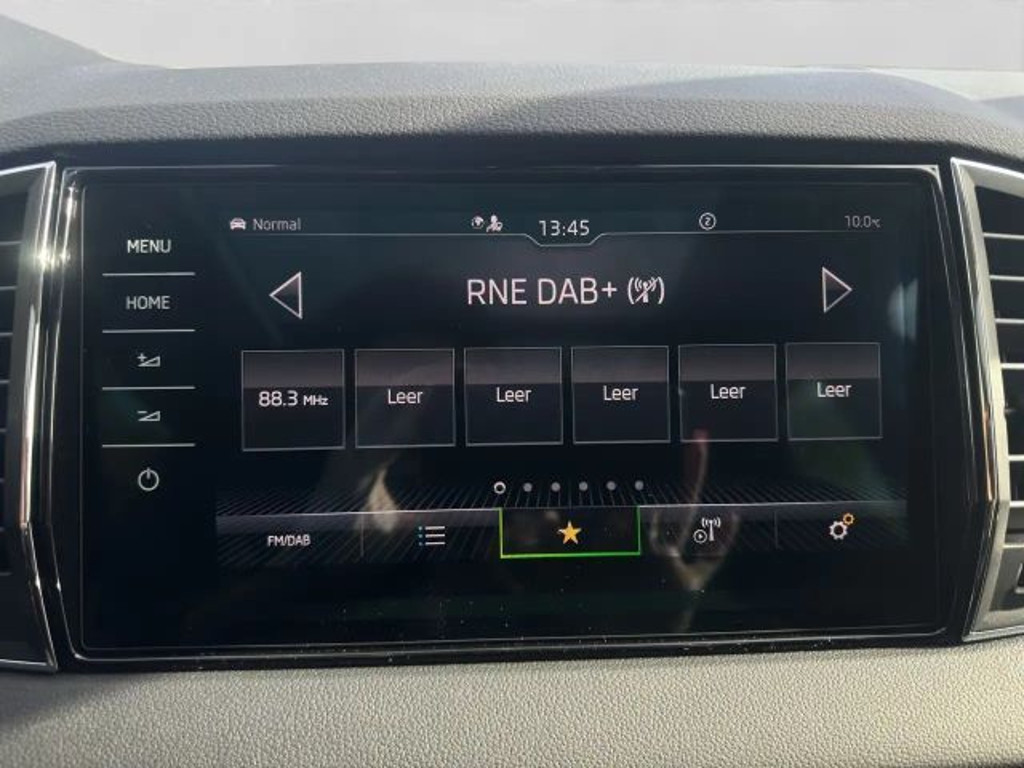 MENU
HOME
Normal
13:45
2
10.0°C
RNE DAB+
88.3 MHz
Leer
Leer
Leer
Leer
Leer
FM/DAB